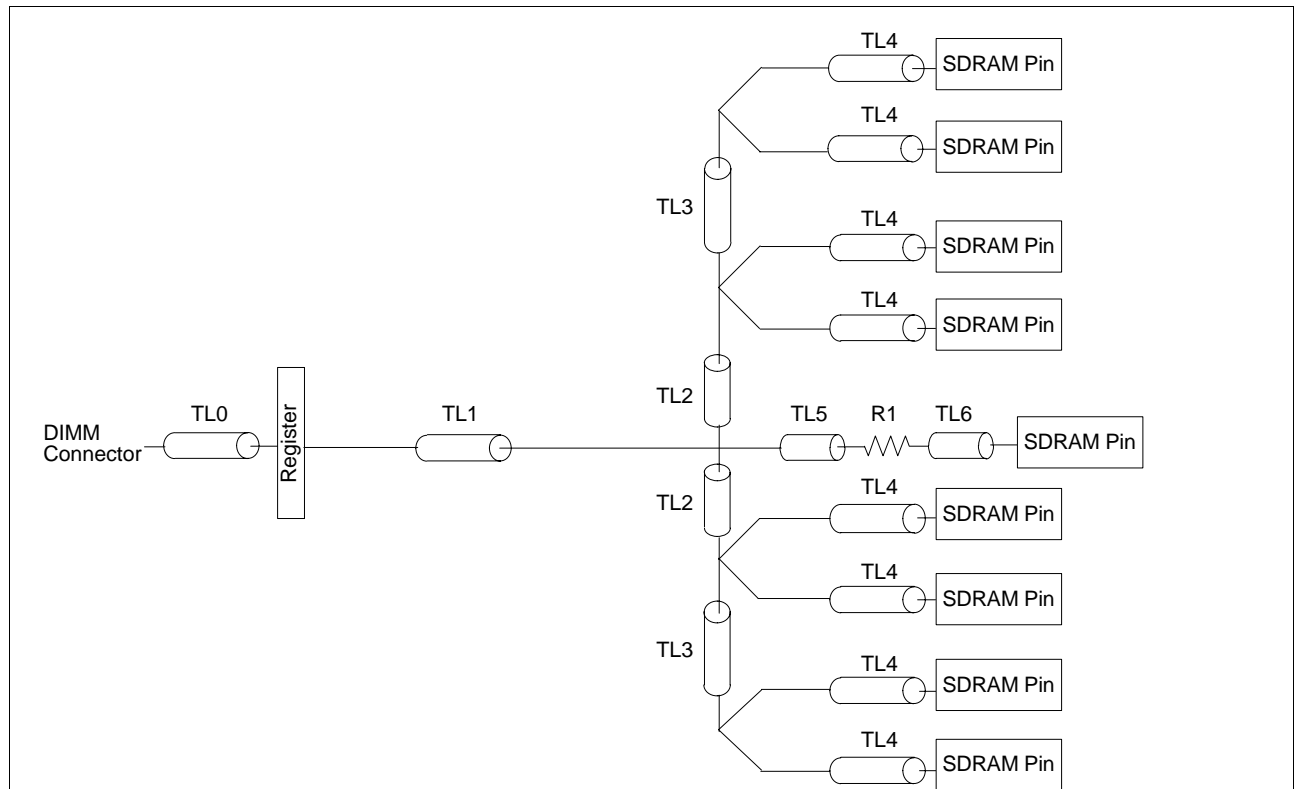 TL4
SDRAM Pin
TL4
SDRAM Pin
TL3
TL4
SDRAM Pin
TL4
SDRAM Pin
TL2
TL0
Register
TL1
TL5
R1
TL6
DIMM
Connector
SDRAM Pin
TL2
TL4
SDRAM Pin
TL4
SDRAM Pin
TL3
TL4
SDRAM Pin
TL4
SDRAM Pin